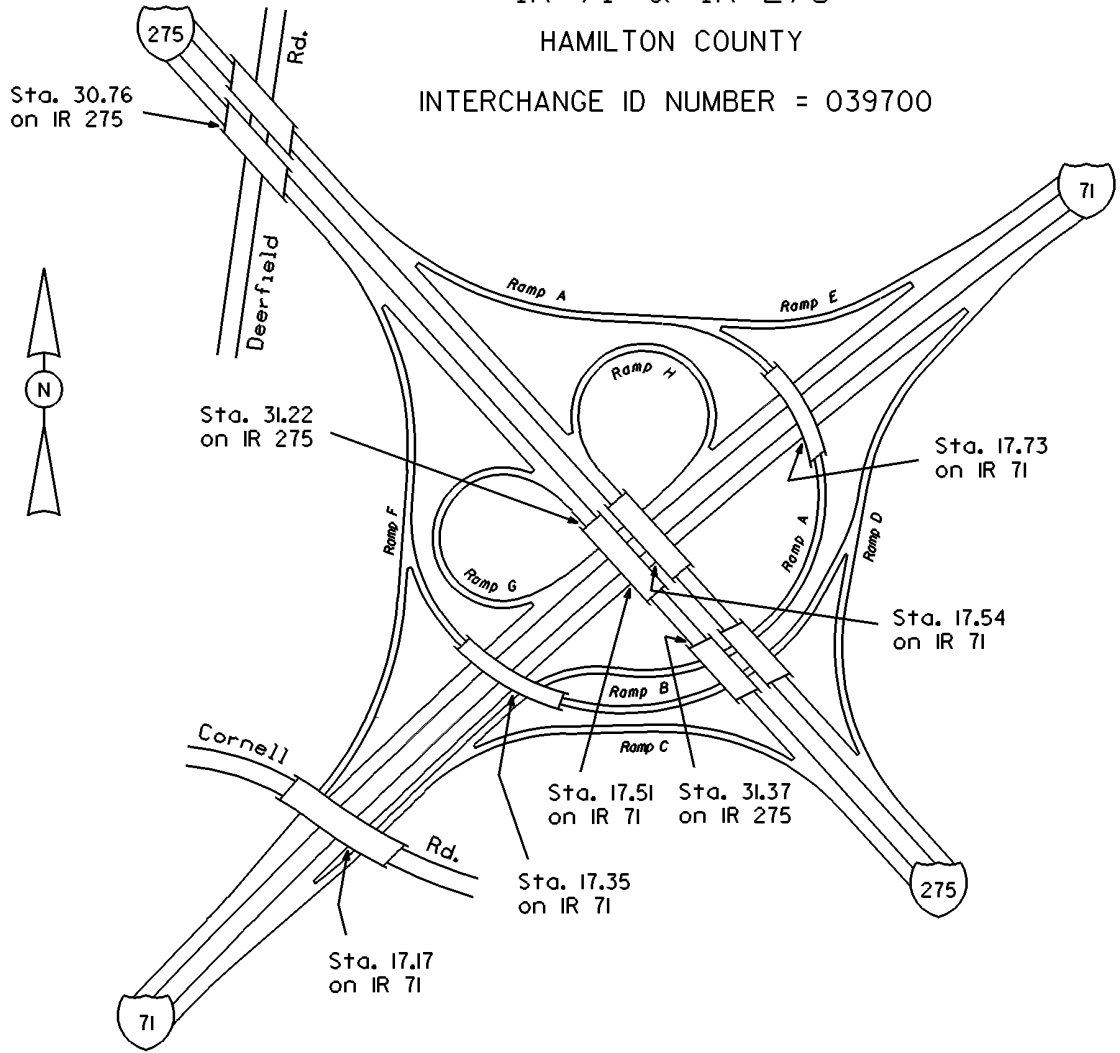 HAMILTON COUNTY
INTERCHANGE ID NUMBER = 039700
275
Rd.
Sta. 30.76
on IR 275
71
Deerfield
N
Ramp A
Ramp E
Ramp H
Sta. 31.22
on IR 275
Sta. 17.73
on IR 71
Ramp F
Ramp A
Ramp D
Ramp G
Sta. 17.54
on IR 71
Ramp B
Ramp C
Cornell
Rd.
Sta. 17.51
on IR 71
Sta. 31.37
on IR 275
Sta. 17.35
on IR 71
275
Sta. 17.17
on IR 71
71